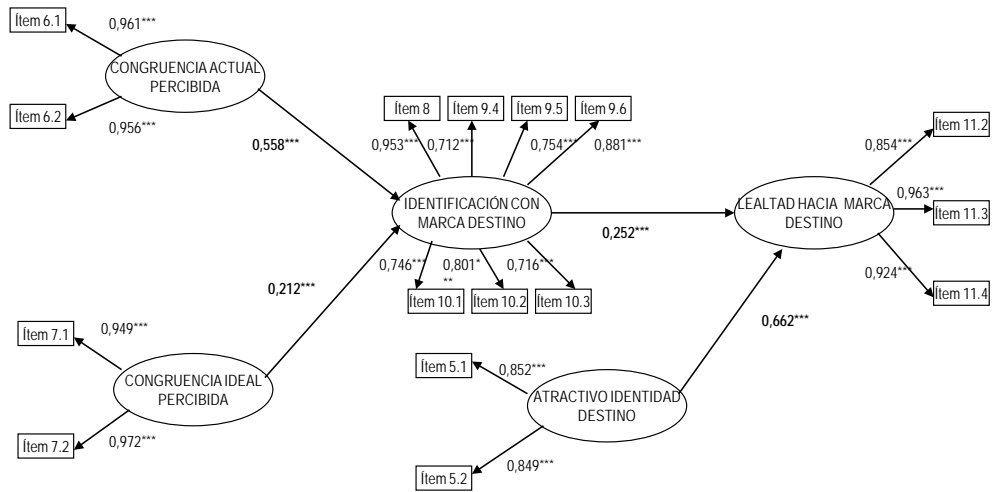 Ítem 6.1
0,961***
CONGRUENCIA ACTUAL
PERCIBIDA
Ítem 6.2
0,956***
0,558***
Ítem 8
Ítem 9.4
Ítem 9.5
Ítem 9.6
0,953***
0,712***
0,754***
0,881***
IDENTIFICACIÓN CON
MARCA DESTINO
0,746***
0,801*
**
0,716***
Ítem 10.1
Ítem 10.2
Ítem 10.3
0,252***
Ítem 11.2
0,854***
LEALTAD HACIA MARCA
DESTINO
0,963***
Ítem 11.3
0,924***
Ítem 11.4
0,212***
Ítem 7.1
0,949***
CONGRUENCIA IDEAL
PERCIBIDA
Ítem 7.2
0,972***
0,662***
Ítem 5.1
0,852***
ATRACTIVO IDENTIDAD
DESTINO
0,849***
Ítem 5.2